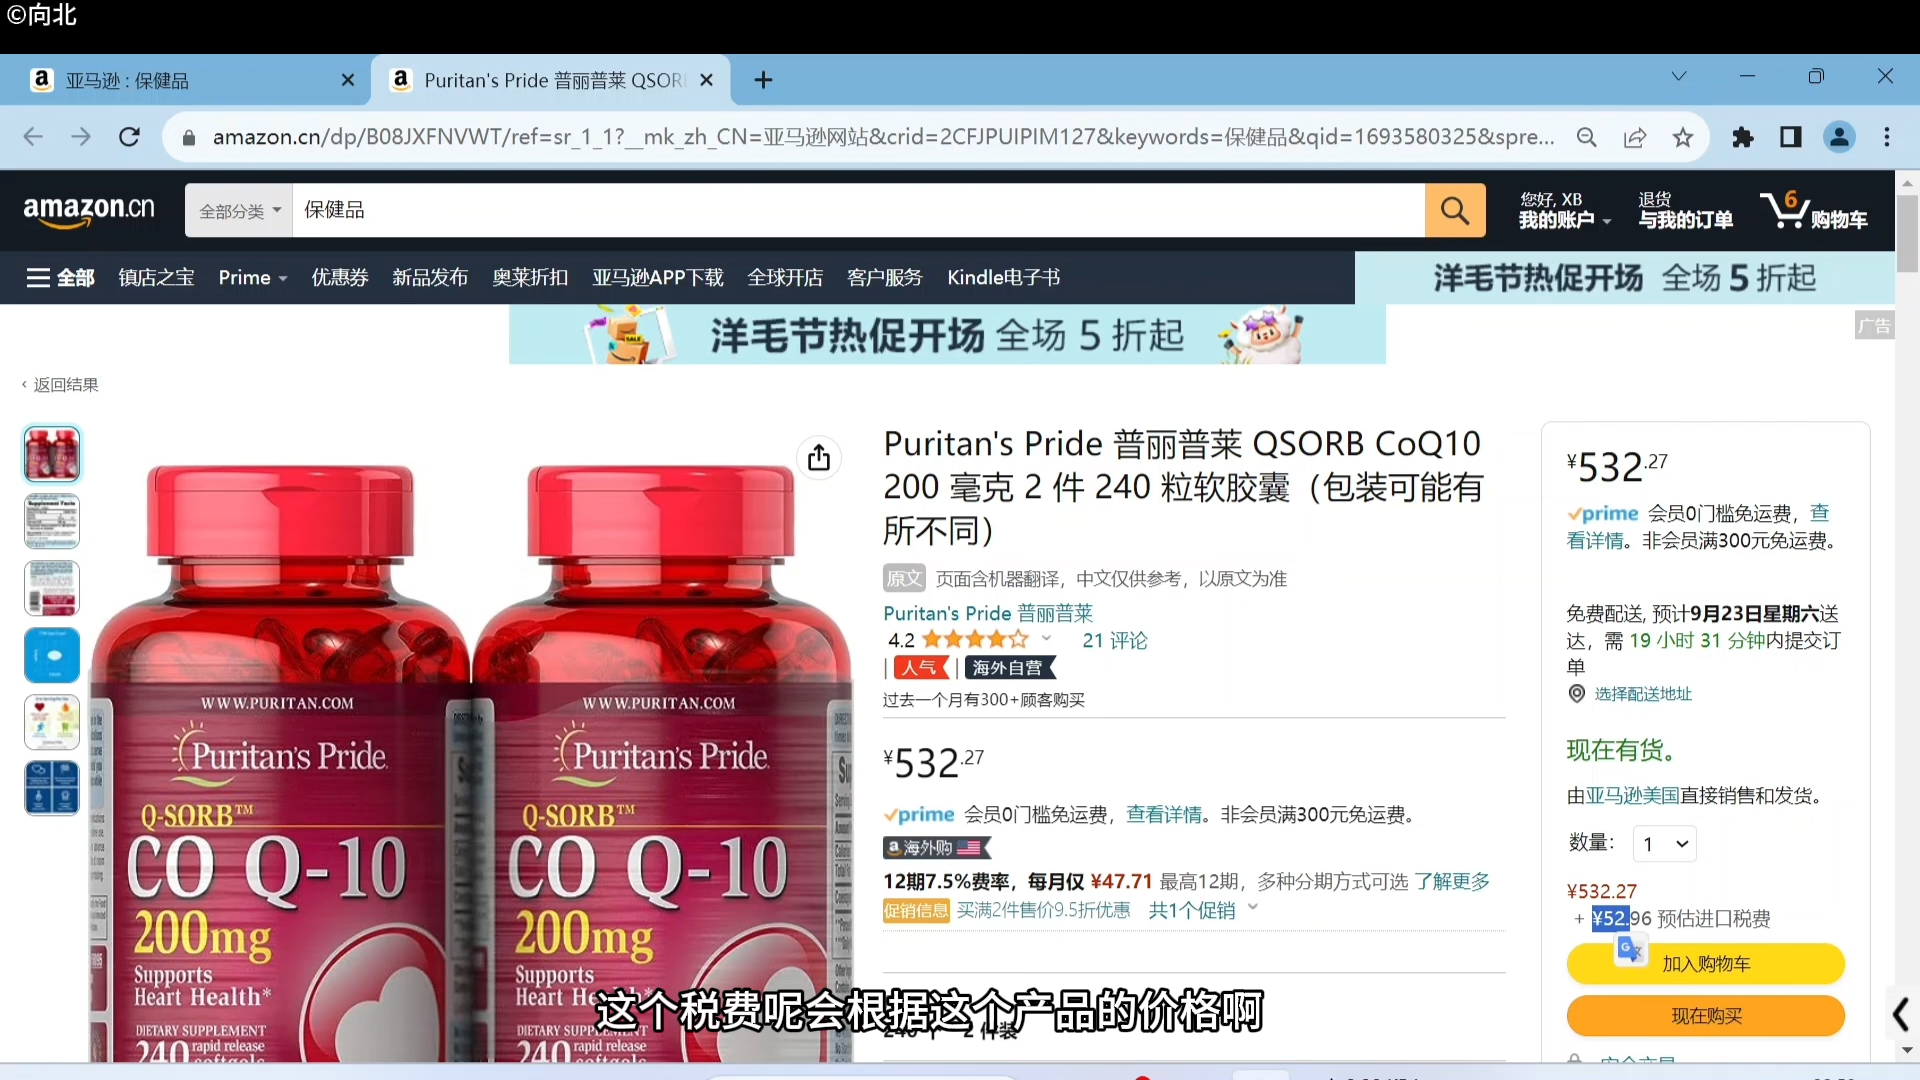 ©向北
亚马逊 : 保健品
Puritan's Pride 普丽普莱 QSOR
amazon.cn/dp/B08JXFNVWT/ref=sr_1_1?__mk_zh_CN=亚马逊网站&crid=2CFJPUIPIM127&keywords=保健品&qid=1693580325&spre...
amazon.cn
全部分类
保健品
您好, XB
我的账户
退货
与我的订单
6
购物车
全部
镇店之宝
Prime
优惠券
新品发布
奥莱折扣
亚马逊APP下载
全球开店
客户服务
Kindle电子书
洋毛节热促开场 全场 5 折起
SALE
洋毛节热促开场 全场 5 折起
广告
‹ 返回结果
WWW.PURITAN.COM
Puritan's Pride
Q-SORB™
CO Q-10
200mg
Supports
Heart Health*
DIETARY SUPPLEMENT
240 rapid release
softgels
WWW.PURITAN.COM
Puritan's Pride
Q-SORB™
CO Q-10
200mg
Supports
DIETARY
240 rapid release
softgels
Puritan's Pride 普丽普莱 QSORB CoQ10
200 毫克 2 件 240 粒软胶囊（包装可能有
所不同）
原文 页面含机器翻译，中文仅供参考，以原文为准
Puritan's Pride 普丽普莱
4.2 21 评论
| 人气 | 海外自营
过去一个月有300+顾客购买
¥532.27
prime 会员0门槛免运费，查看详情。非会员满300元免运费。
a海外购
12期7.5%费率，每月仅 ¥47.71 最高12期，多种分期方式可选 了解更多
促销信息 买满2件售价9.5折优惠 共1个促销
¥532.27
prime 会员0门槛免运费，查
看详情。非会员满300元免运费。
免费配送, 预计9月23日星期六送
达，需 19 小时 31 分钟内提交订
单
选择配送地址
现在有货。
由亚马逊美国直接销售和发货。
数量： 1
¥532.27
+ ¥52.96 预估进口税费
加入购物车
现在购买
这个税费呢会根据这个产品的价格啊